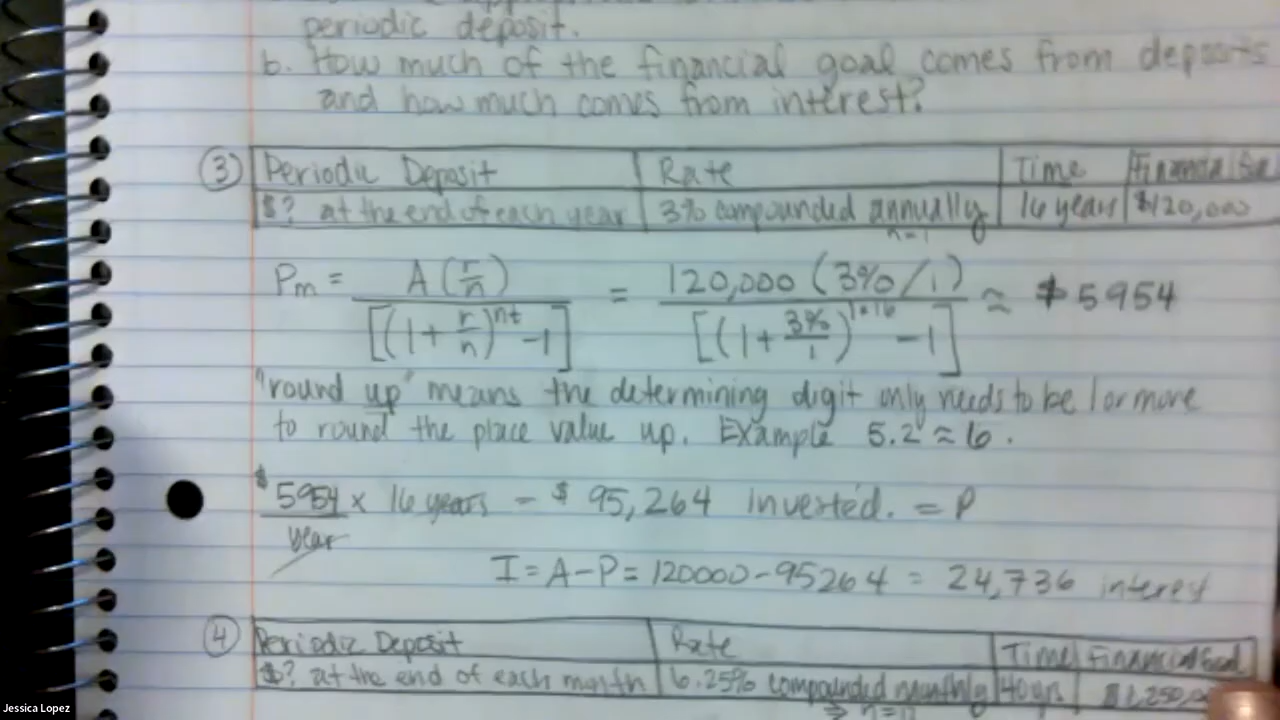 periodic deposit.
b. How much of the financial goal comes from deposits
and how much comes from interest?
③ Periodic Deposit | Rate | Time | Financial
$? at the end of each year | 3% compounded annually | 16 years | $120,000
n=1
Pm = A(r/n) / [(1+r/n)^nt -1] = 120,000 (3%/1) / [(1+3%/1)^1×16 -1] ≈ $5954
"round up" means the determining digit only needs to be 1 or more
to round the place value up. Example 5.2 ≈ 6.
$5954/year × 16 years = $95,264 invested. = P
I = A-P = 120000-95264 = 24,736 interest
④ Periodic Deposit | Rate | Time | Financial Goal
$? at the end of each month | 6.25% compounded monthly | 40 yrs
Jessica Lopez